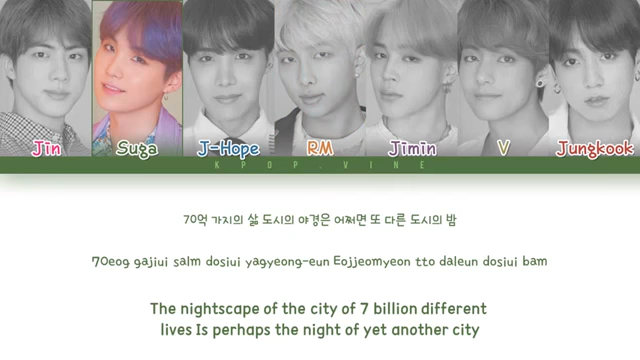 Jin Suga J-Hope RM Jimin V Jungkook
KPOP.VINE
70억 가지의 삶 도시의 야경은 어쩌면 또 다른 도시의 밤
70eog gajiui salm dosiui yagyeong-eun Eojjeomyeon tto daleun dosiui bam
The nightscape of the city of 7 billion different
lives Is perhaps the night of yet another city